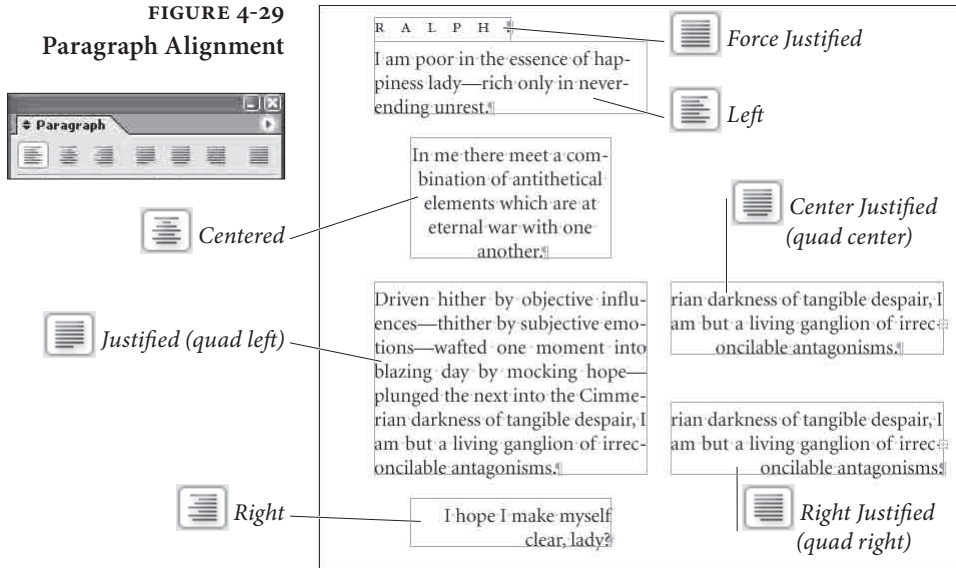 FIGURE 4-29
Paragraph Alignment
Paragraph
R A L P H ¶
Force Justified
I am poor in the essence of hap-
piness lady—rich only in never-
ending unrest.¶
Left
In me there meet a com-
bination of antithetical
elements which are at
eternal war with one
another.¶
Centered
Center Justified
(quad center)
Driven hither by objective influ-
ences—thither by subjective emo-
tions—wafted one moment into
blazing day by mocking hope—
plunged the next into the Cimme-
rian darkness of tangible despair, I
am but a living ganglion of irrec-
oncilable antagonisms.¶
Justified (quad left)
rian darkness of tangible despair, I
am but a living ganglion of irrec-
oncilable antagonisms.¶
rian darkness of tangible despair, I
am but a living ganglion of irrec-
oncilable antagonisms.¶
Right
I hope I make myself
clear, lady?¶
Right Justified
(quad right)